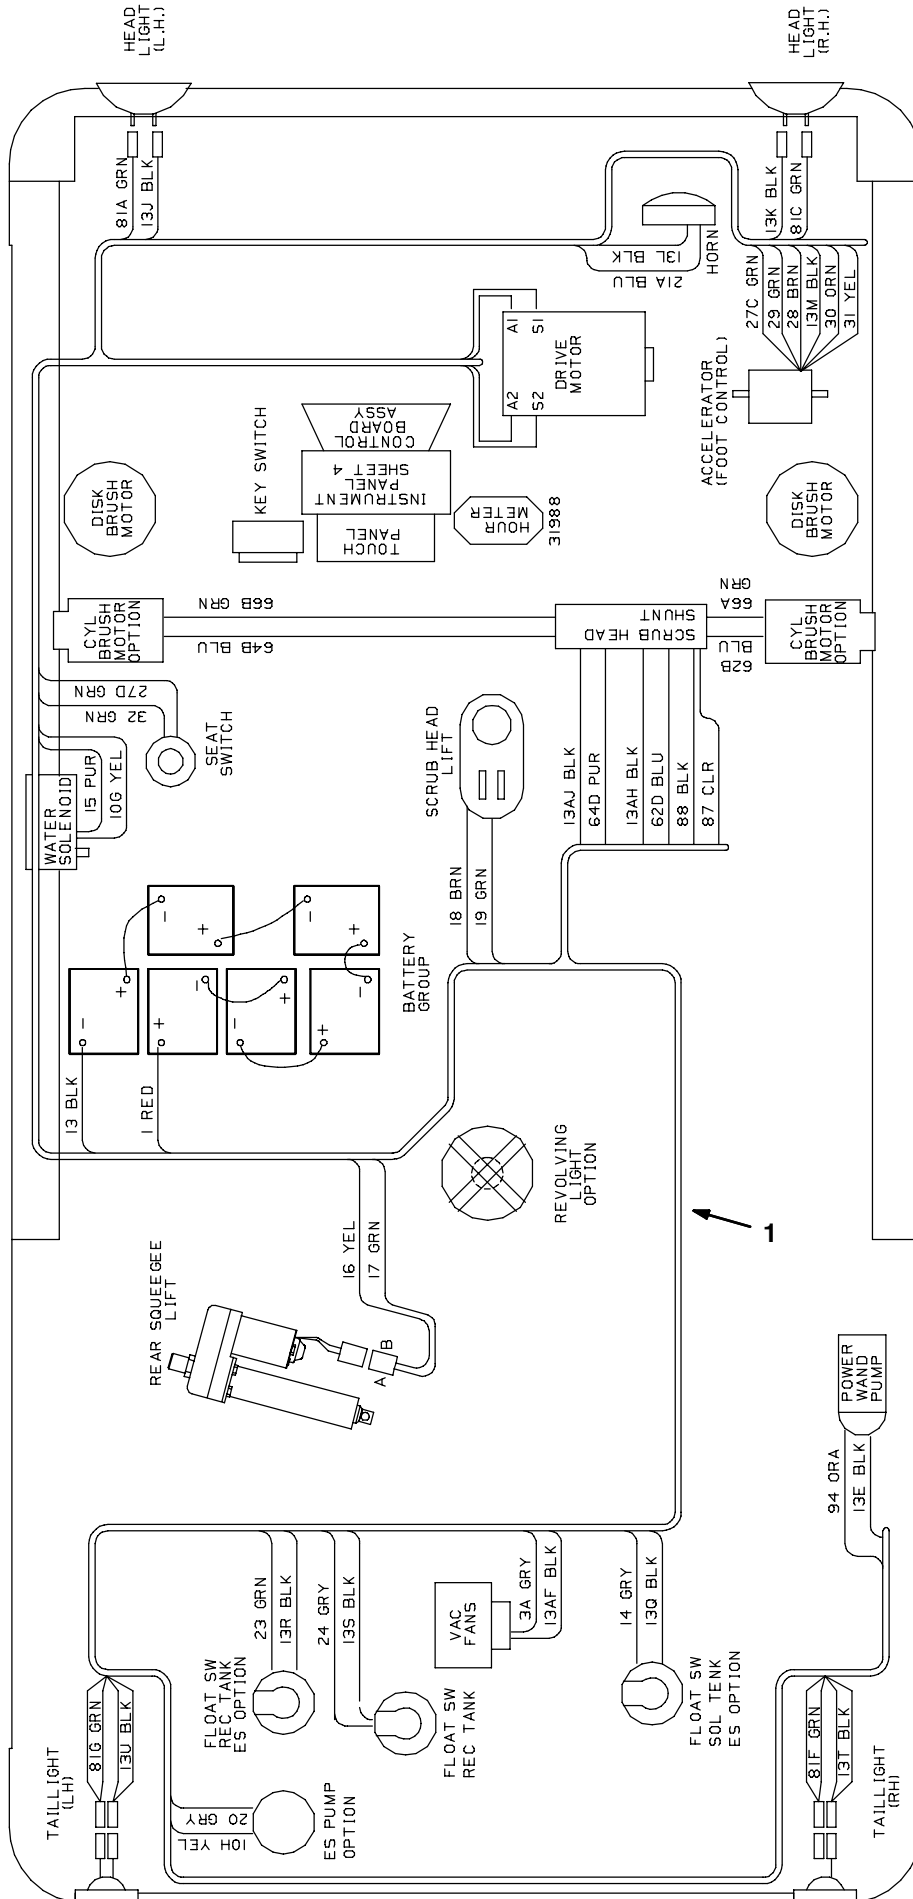 HEAD
LIGHT
(L.H.)
HEAD
LIGHT
(R.H.)
81A GRN
13J BLK
13K BLK
81C GRN
13L BLK
21A BLU
HORN
27C GRN
29 GRN
28 BRN
13M BLK
30 ORN
31 YEL
ACCELERATOR
(FOOT CONTROL)
A1
S1
A2
S2
DRIVE
MOTOR
CONTROL
BOARD
ASSY
INSTRUMENT
PANEL
SHEET 4
TOUCH
PANEL
KEY SWITCH
HOUR
METER
31988
DISK
BRUSH
MOTOR
DISK
BRUSH
MOTOR
CYL
BRUSH
MOTOR
OPTION
66B GRN
64B BLU
SCRUB HEAD
SHUNT
66A
GRN
62B
BLU
CYL
BRUSH
MOTOR
OPTION
27D GRN
32 GRN
SEAT
SWITCH
15 PUR
10G YEL
WATER
SOLENOID
SCRUB HEAD
LIFT
18 BRN
19 GRN
13AJ BLK
64D PUR
13AH BLK
62D BLU
88 BLK
87 CLR
-
+
-
+
+
-
-
+
+
-
-
+
BATTERY
GROUP
13 BLK
1 RED
REVOLVING
LIGHT
OPTION
1
16 YEL
17 GRN
REAR SQUEEGEE
LIFT
A
B
POWER
WAND
PUMP
94 ORA
13E BLK
23 GRN
13R BLK
24 GRY
13S BLK
3A GRY
13AF BLK
14 GRY
13Q BLK
VAC
FANS
FLOAT SW
REC TANK
ES OPTION
FLOAT SW
REC TANK
FLOAT SW
SOL TENK
ES OPTION
81G GRN
13U BLK
TAILLIGHT
(LH)
20 GRY
10H YEL
ES PUMP
OPTION
81F GRN
13T BLK
TAILLIGHT
(RH)